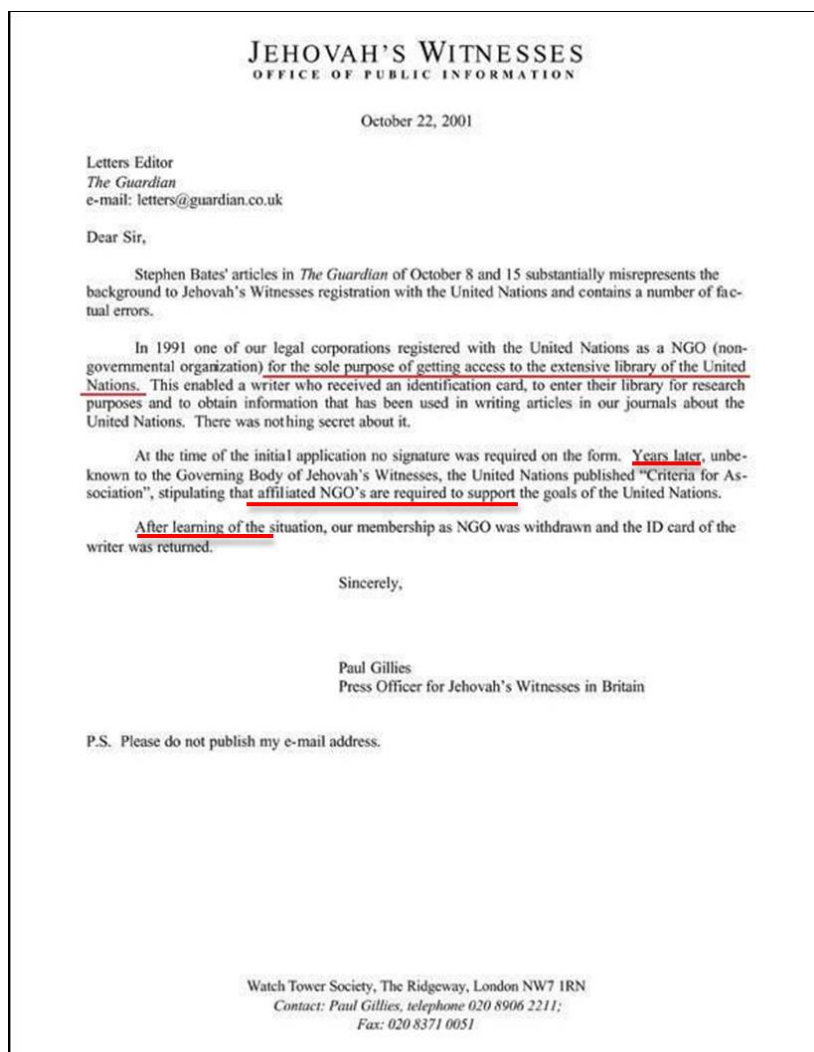 JEHOVAH'S WITNESSES
OFFICE OF PUBLIC INFORMATION
October 22, 2001
Letters Editor
The Guardian
e-mail: letters@guardian.co.uk
Dear Sir,
Stephen Bates' articles in The Guardian of October 8 and 15 substantially misrepresents the
background to Jehovah's Witnesses registration with the United Nations and contains a number of fac-
tual errors.
In 1991 one of our legal corporations registered with the United Nations as a NGO (non-
governmental organization) for the sole purpose of getting access to the extensive library of the United
Nations. This enabled a writer who received an identification card, to enter their library for research
purposes and to obtain information that has been used in writing articles in our journals about the
United Nations. There was nothing secret about it.
At the time of the initial application no signature was required on the form. Years later, unbe-
known to the Governing Body of Jehovah's Witnesses, the United Nations published "Criteria for As-
sociation", stipulating that affiliated NGO's are required to support the goals of the United Nations.
After learning of the situation, our membership as NGO was withdrawn and the ID card of the
writer was returned.
Sincerely,
Paul Gillies
Press Officer for Jehovah's Witnesses in Britain
P.S. Please do not publish my e-mail address.
Watch Tower Society, The Ridgeway, London NW7 1RN
Contact: Paul Gillies, telephone 020 8906 2211;
Fax: 020 8371 0051